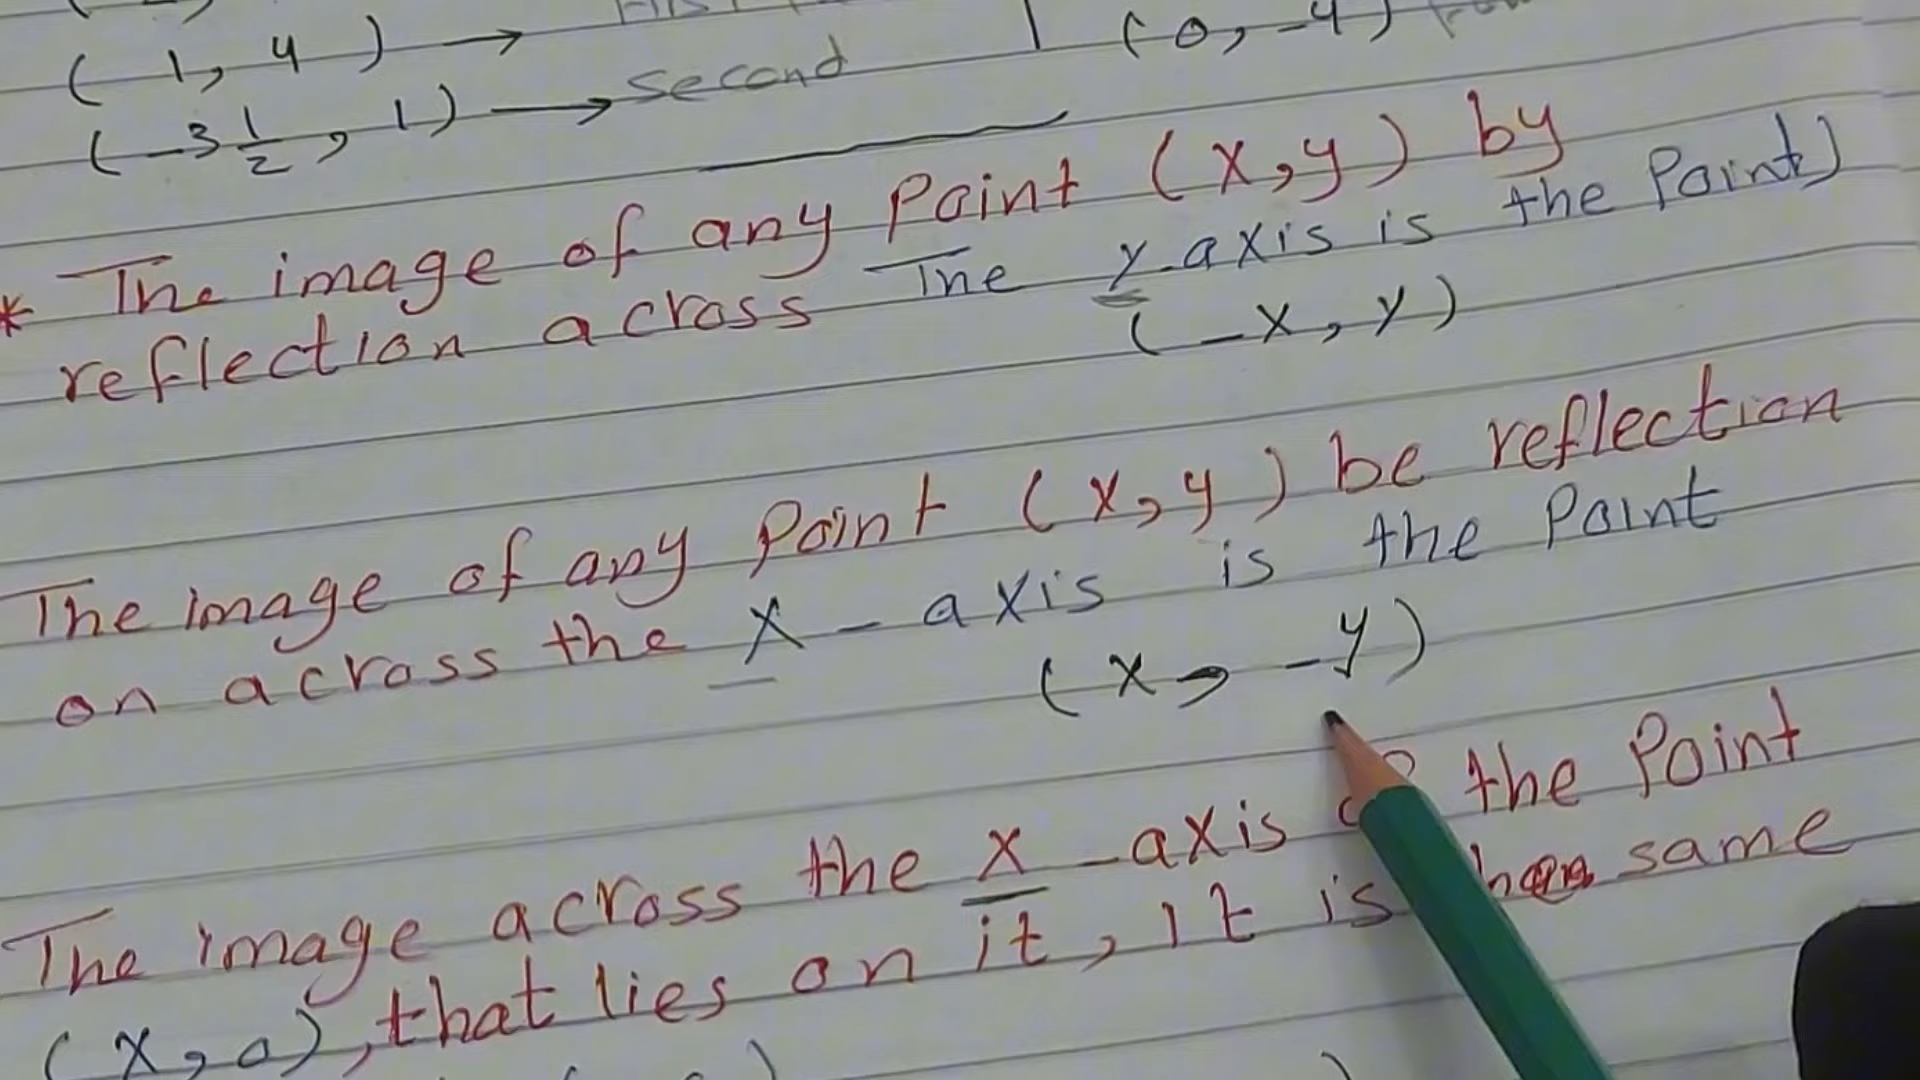 ( 1, 4 ) → 
(-3 1/2, 1) → second
(0, -4)
* The image of any Point (x,y) by
reflection across The y-axis is the Point)
(-x, y)
The image of any Point (x,y) be reflection
on across the x-axis is the Point
(x, -y)
The image across the x-axis the Point
(x,0), that lies on it, it is same